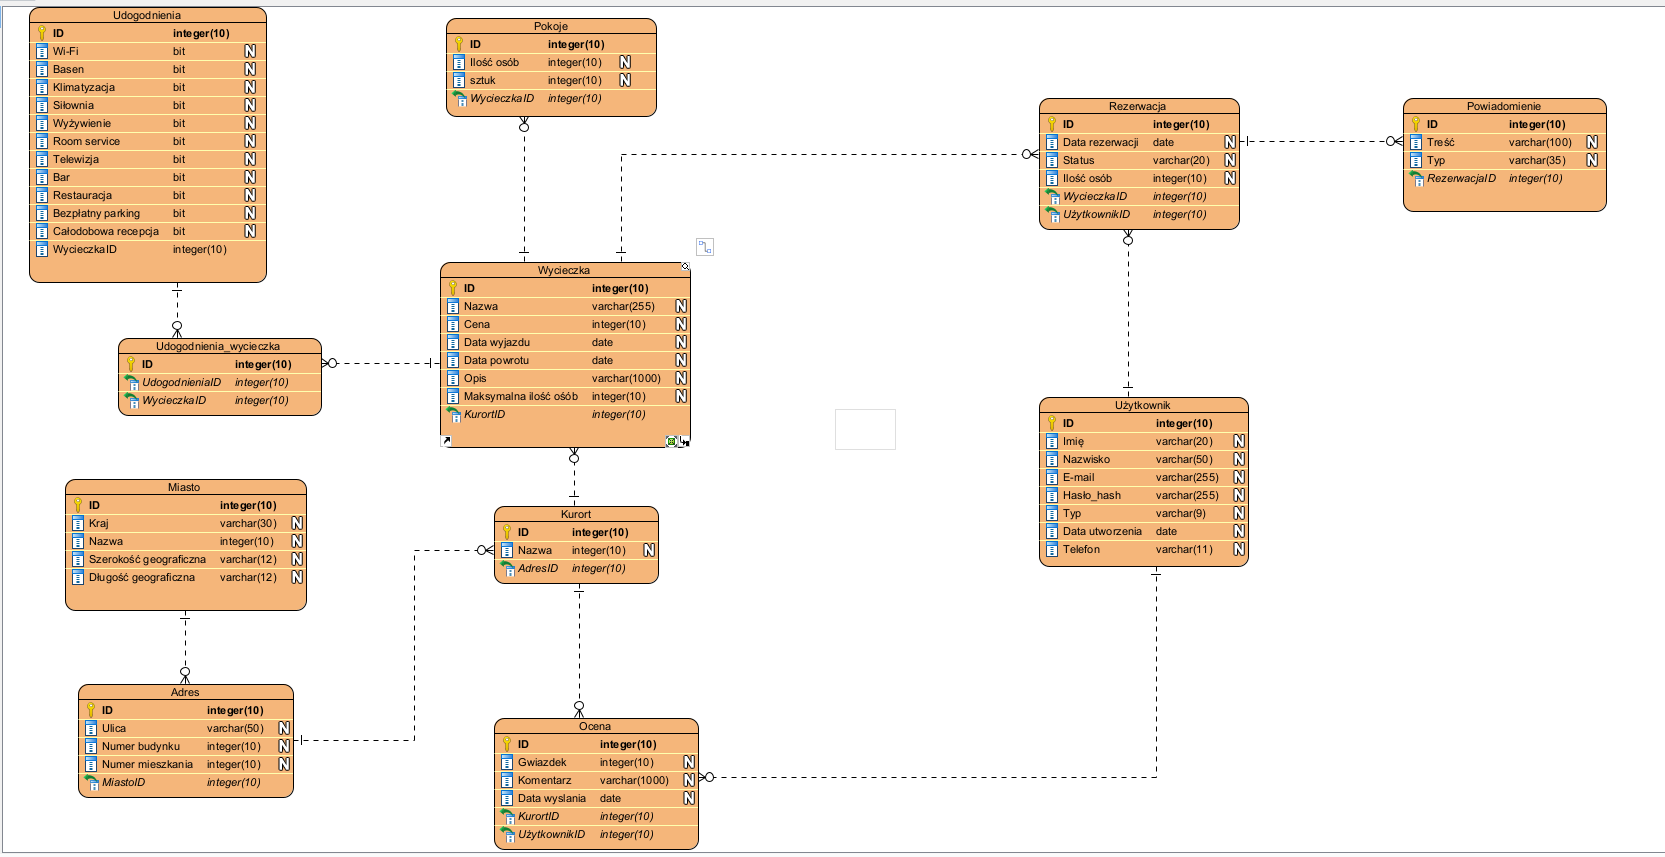 Udogodnienia
ID integer(10)
Wi-Fi bit N
Basen bit N
Klimatyzacja bit N
Siłownia bit N
Wyżywienie bit N
Room service bit N
Telewizja bit N
Bar bit N
Restauracja bit N
Bezpłatny parking bit N
Całodobowa recepcja bit N
WycieczkaID integer(10)
Pokoje
ID integer(10)
Ilość osób integer(10) N
sztuk integer(10) N
WycieczkaID integer(10)
Rezerwacja
ID integer(10)
Data rezerwacji date N
Status varchar(20) N
Ilość osób integer(10) N
WycieczkaID integer(10)
UżytkownikID integer(10)
Powiadomienie
ID integer(10)
Treść varchar(100) N
Typ varchar(35) N
RezerwacjaID integer(10)
Wycieczka
ID integer(10)
Nazwa varchar(255) N
Cena integer(10) N
Data wyjazdu date N
Data powrotu date N
Opis varchar(1000) N
Maksymalna ilość ośób integer(10) N
KurortID integer(10)
Udogodnienia_wycieczka
ID integer(10)
UdogodnieniaID integer(10)
WycieczkaID integer(10)
Użytkownik
ID integer(10)
Imię varchar(20) N
Nazwisko varchar(50) N
E-mail varchar(255) N
Hasło_hash varchar(255) N
Typ varchar(9) N
Data utworzenia date N
Telefon varchar(11) N
Miasto
ID integer(10)
Kraj varchar(30) N
Nazwa integer(10) N
Szerokość geograficzna varchar(12) N
Długość geograficzna varchar(12) N
Kurort
ID integer(10)
Nazwa integer(10) N
AdresID integer(10)
Adres
ID integer(10)
Ulica varchar(50) N
Numer budynku integer(10) N
Numer mieszkania integer(10) N
MiastoID integer(10)
Ocena
ID integer(10)
Gwiazdek integer(10) N
Komentarz varchar(1000) N
Data wyslania date N
KurortID integer(10)
UżytkownikID integer(10)